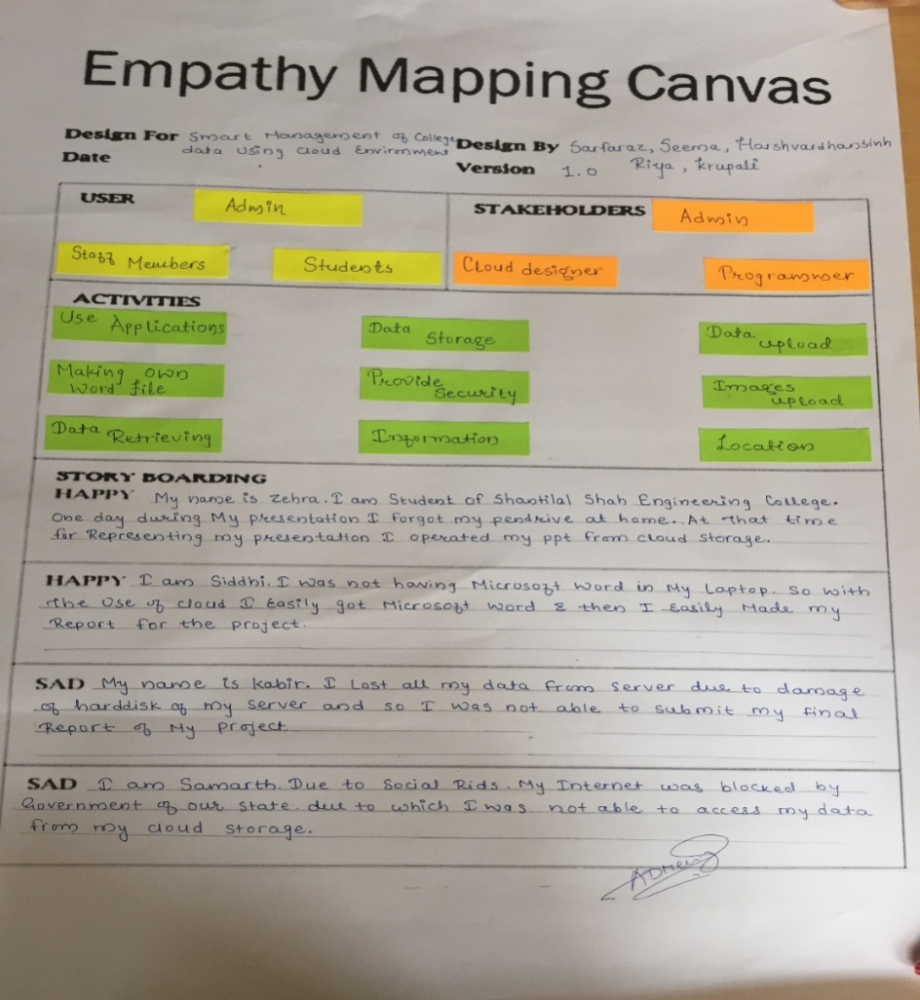 Empathy Mapping Canvas
Design For Smart Management of College
data using cloud Environment
Design By Sarfaraz, Seema, Harshvardhansinh
Riya, Krupali
Date
Version 1.0
USER
Admin
Staff Members
Students
STAKEHOLDERS
Admin
Cloud designer
Programmer
ACTIVITIES
Use Applications
Data Storage
Data upload
Making own
word file
Provide
Security
Images
upload
Data Retrieving
Information
Location
STORY BOARDING
HAPPY My name is Zehra. I am Student of Shantilal Shah Engineering College.
One day during My presentation I forgot my pendrive at home. At that time
for Representing my presentation I operated my ppt from cloud storage.
HAPPY I am Siddhi. I was not having Microsoft word in My Laptop. so with
the Use of cloud I Easily got Microsoft word & then I Easily Made my
Report for the project.
SAD My name is kabir. I Lost all my data from server due to damage
of harddisk of my server and so I was not able to submit my final
Report of My project
SAD I am Samarth. Due to Social Rids. My Internet was blocked by
Government of our state. due to which I was not able to access my data
from my cloud storage.